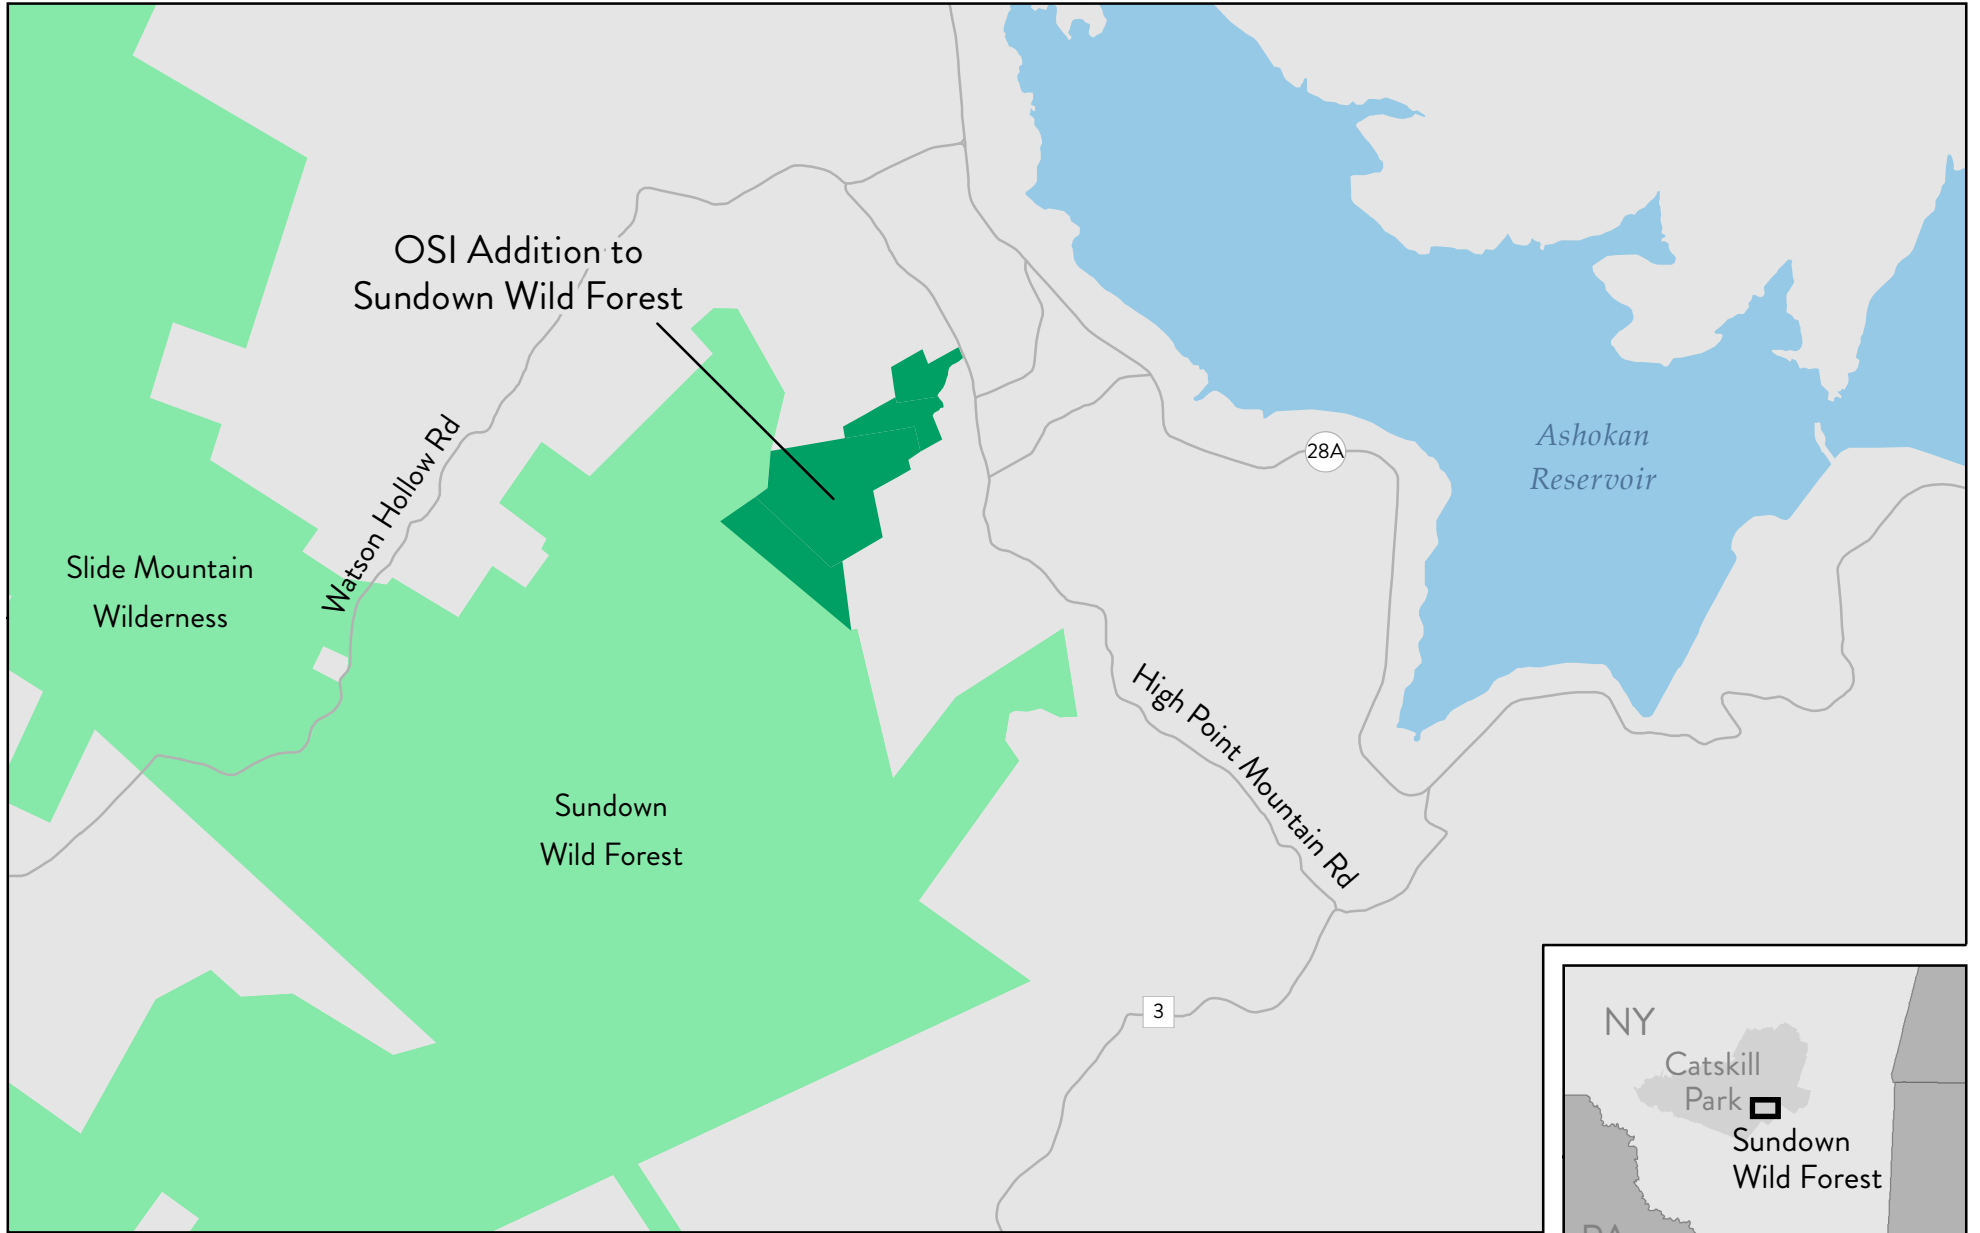 OSI Addition to
Sundown Wild Forest
Watson Hollow Rd
28A
Ashokan
Reservoir
Slide Mountain
Wilderness
High Point Mountain Rd
Sundown
Wild Forest
3
NY
Catskill
Park
Sundown
Wild Forest
PA